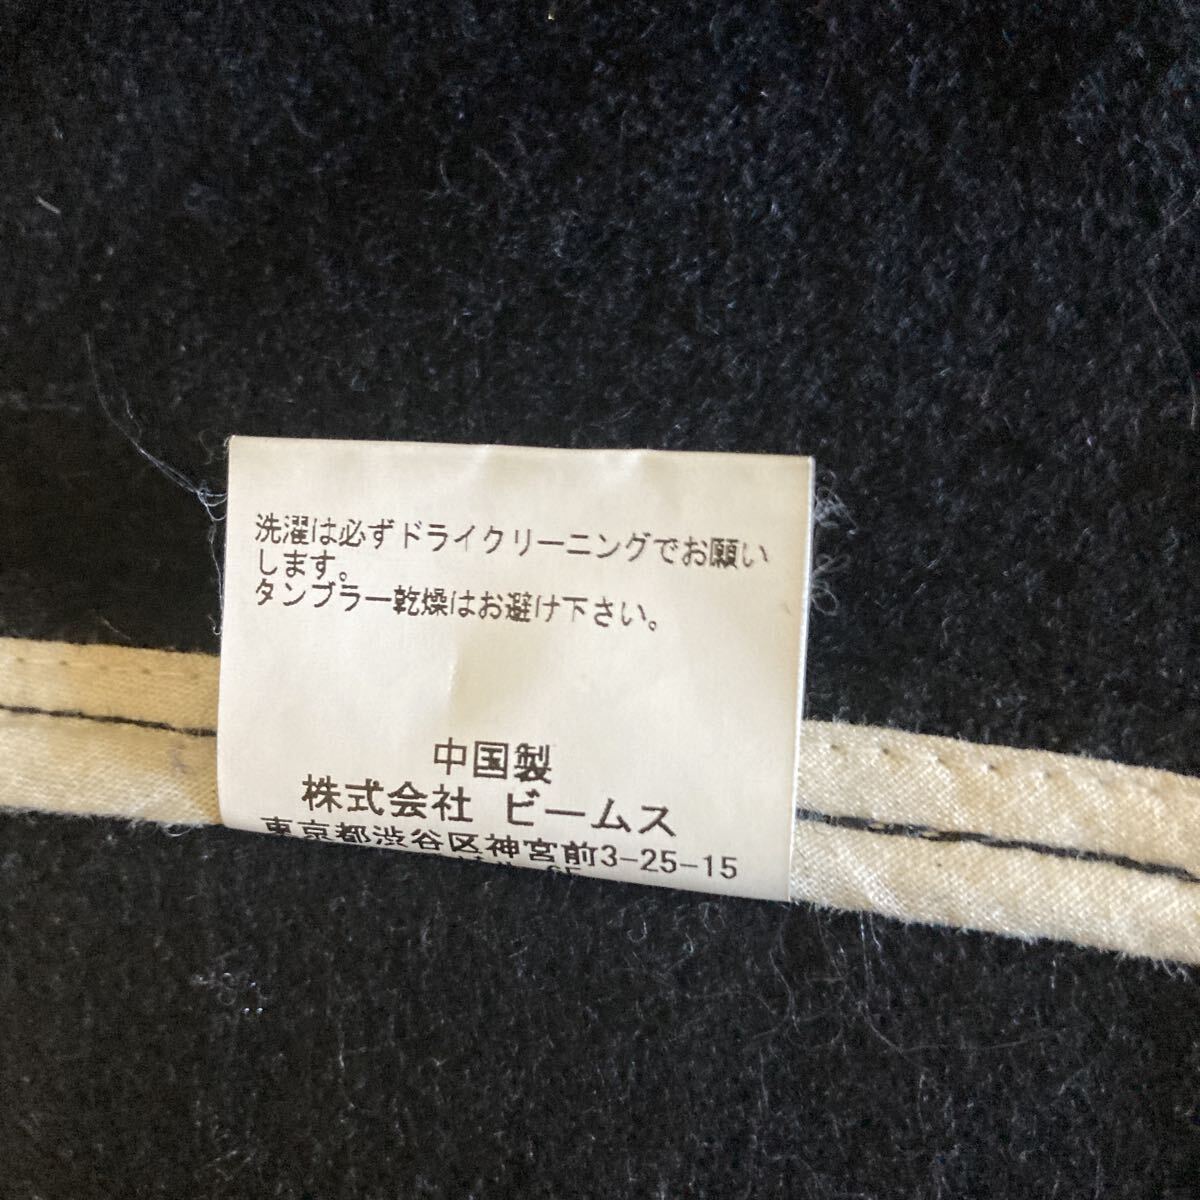 洗濯は必ずドライクリーニングでお願い
します。
タンブラー乾燥はお避け下さい。
中国製
株式会社 ビームス
東京都渋谷区神宮前3-25-15